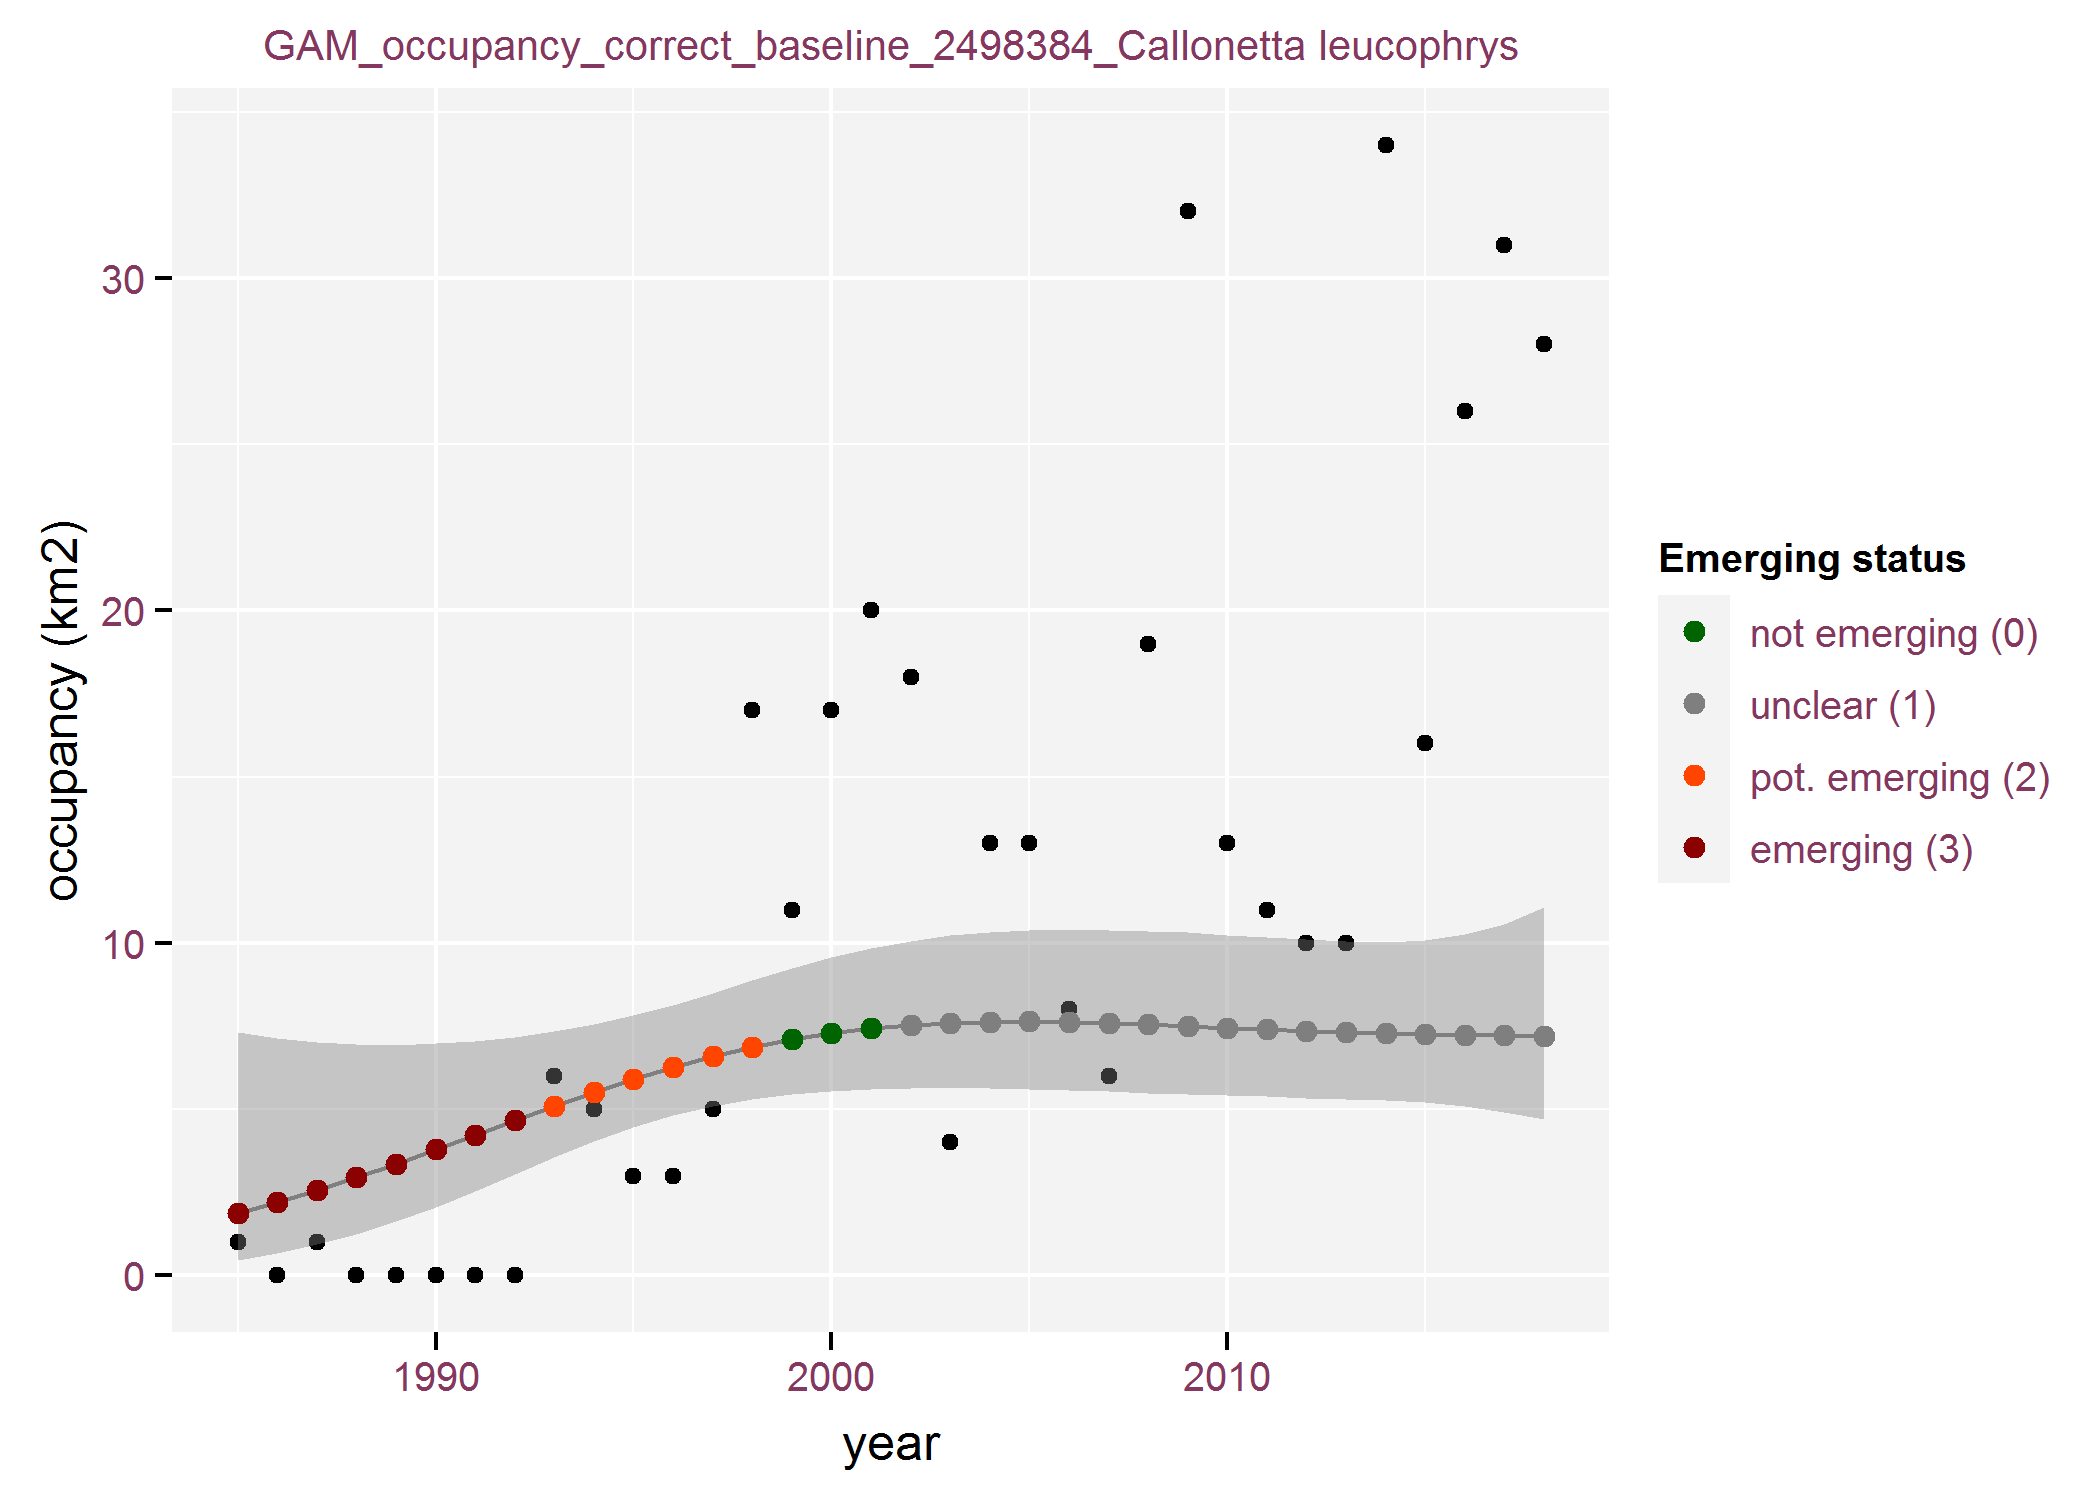 GAM_occupancy_correct_baseline_2498384_Callonetta leucophrys
occupancy (km2)
30
20
10
0
1990 2000 2010
year
Emerging status
not emerging (0)
unclear (1)
pot. emerging (2)
emerging (3)